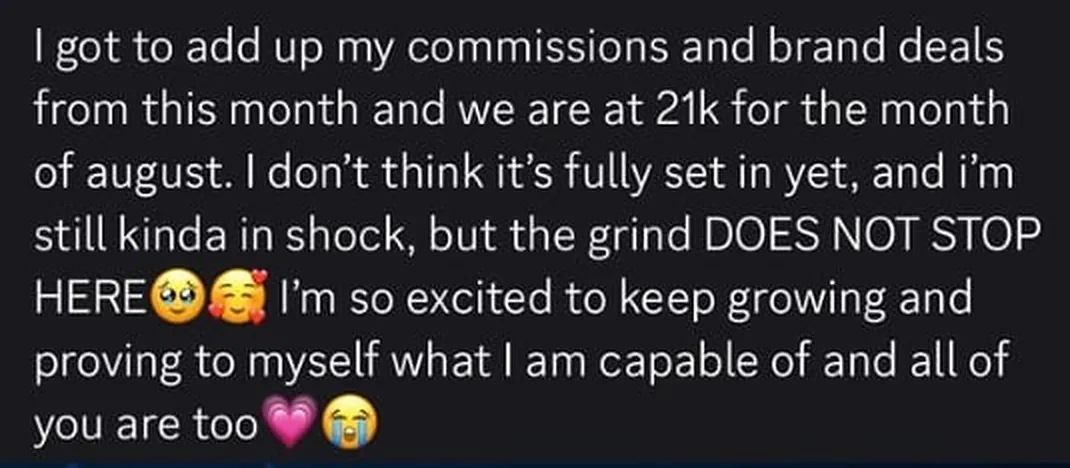 I got to add up my commissions and brand deals
from this month and we are at 21k for the month
of august. I don't think it's fully set in yet, and i'm
still kinda in shock, but the grind DOES NOT STOP
HERE🥹🥰 I'm so excited to keep growing and
proving to myself what I am capable of and all of
you are too💗😭